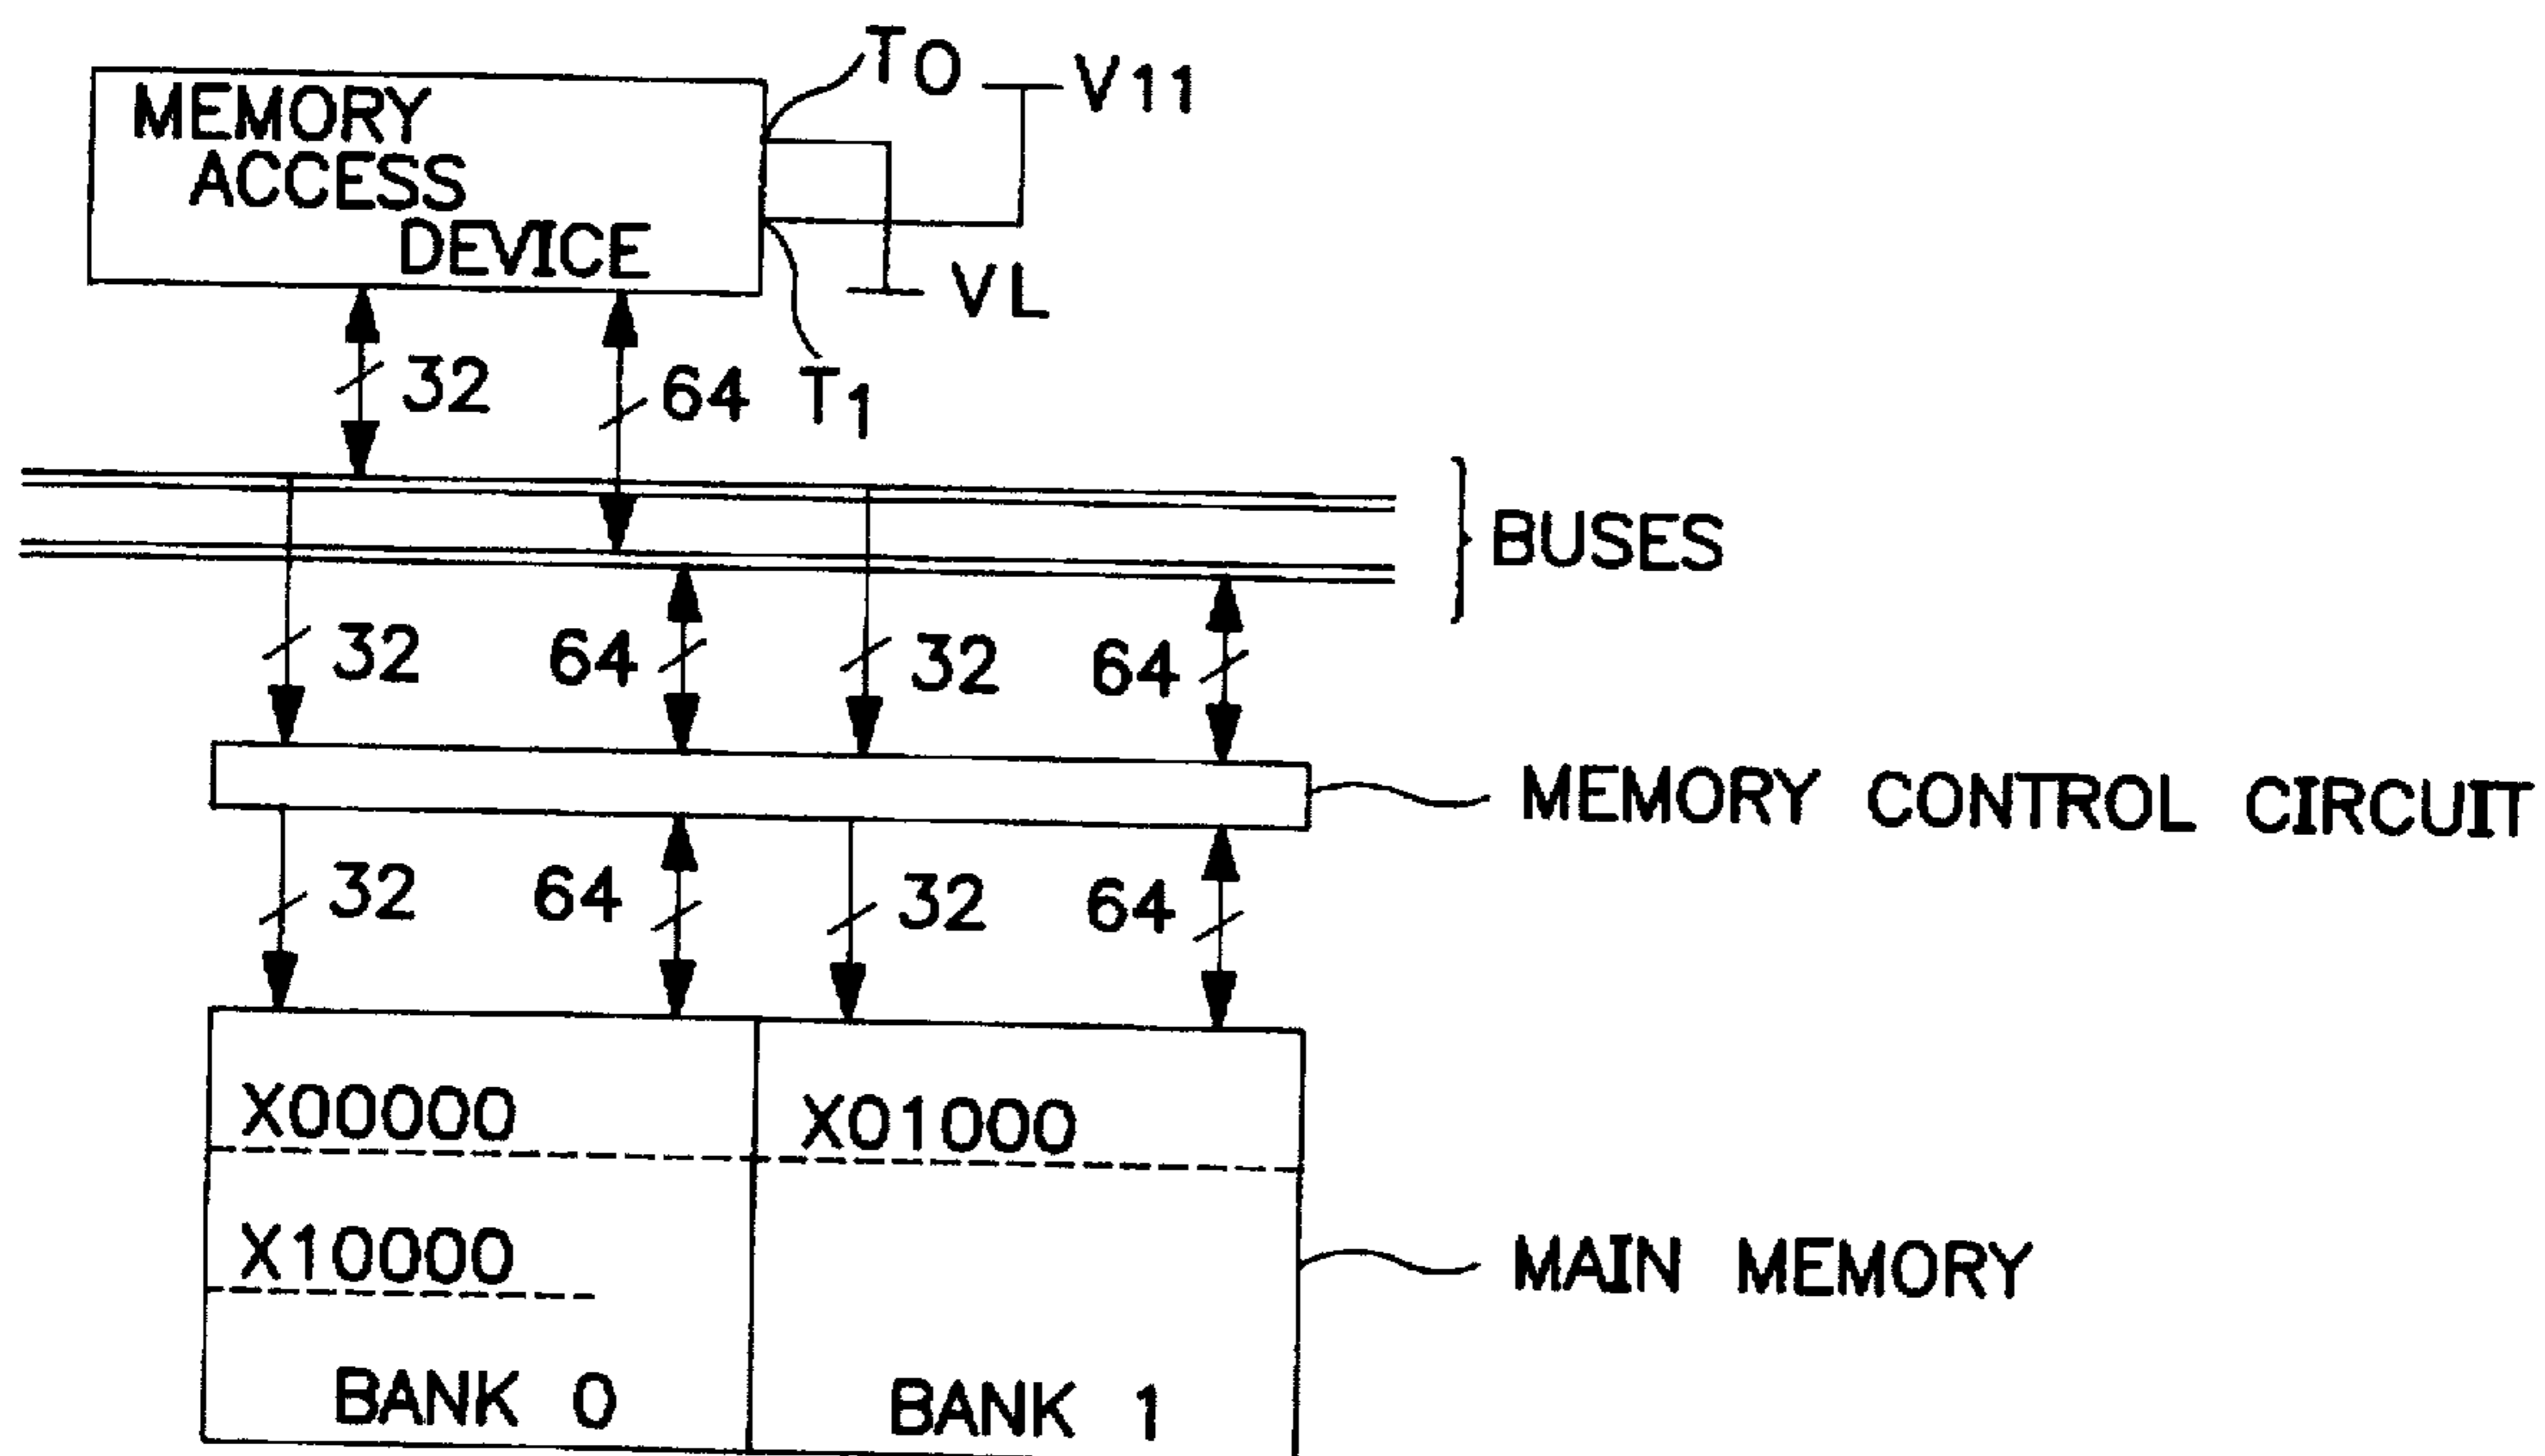 TO
V11
MEMORY
ACCESS
DEVICE
VL
32
64
T1
BUSES
32
64
32
64
MEMORY CONTROL CIRCUIT
32
64
32
64
X00000
X01000
X10000
MAIN MEMORY
BANK 0
BANK 1